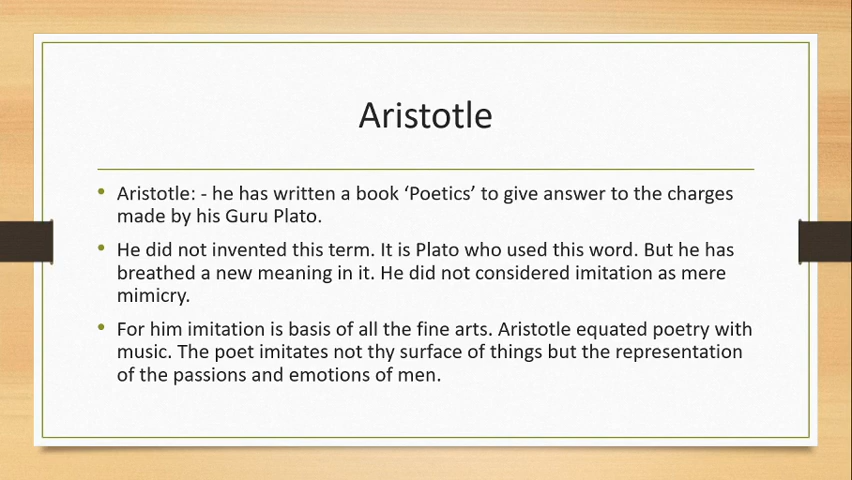 Aristotle
• Aristotle: - he has written a book ‘Poetics’ to give answer to the charges
made by his Guru Plato.
• He did not invented this term. It is Plato who used this word. But he has
breathed a new meaning in it. He did not considered imitation as mere
mimicry.
• For him imitation is basis of all the fine arts. Aristotle equated poetry with
music. The poet imitates not thy surface of things but the representation
of the passions and emotions of men.